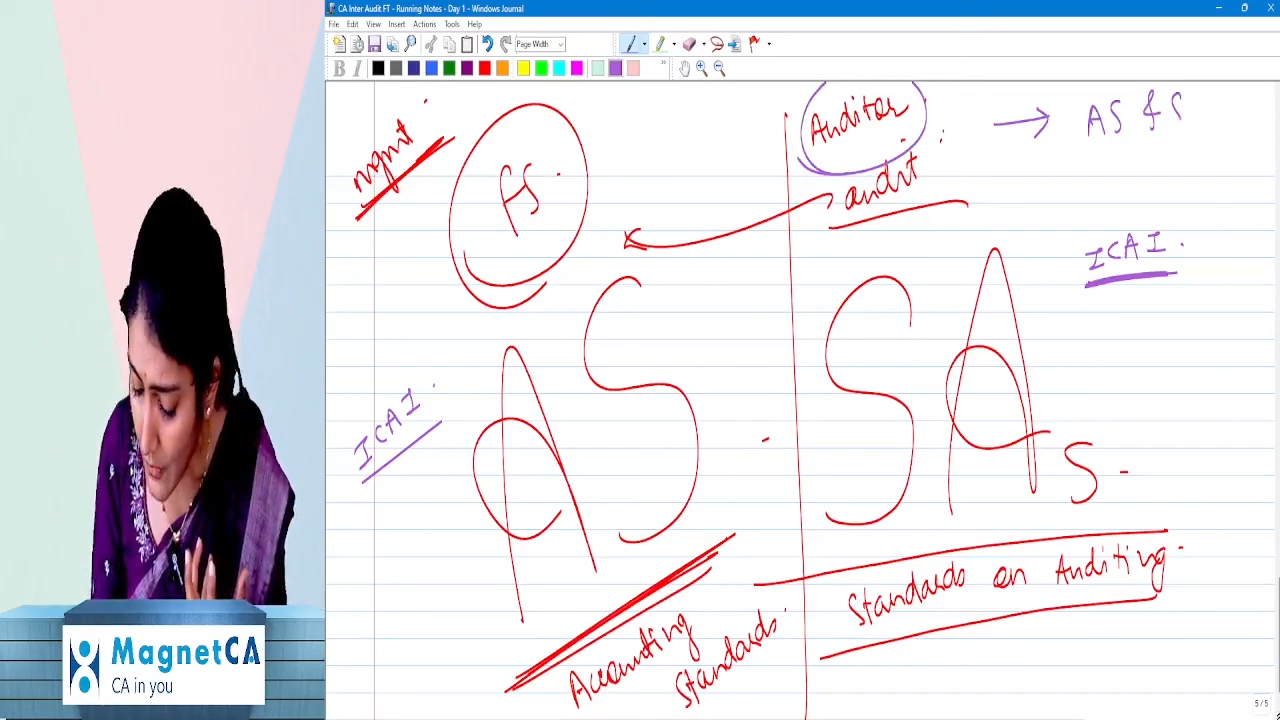 CA Inter Audit FT - Running Notes - Day 1 - Windows Journal
File Edit View Insert Actions Tools Help
Page Width
B I
mgmt
FS.
Auditor
audit
→ AS & S
ICAI.
AS
SAs
ICAI.
Accounting
Standards.
Standards on Auditing.
MagnetCA
CA in you
5/5